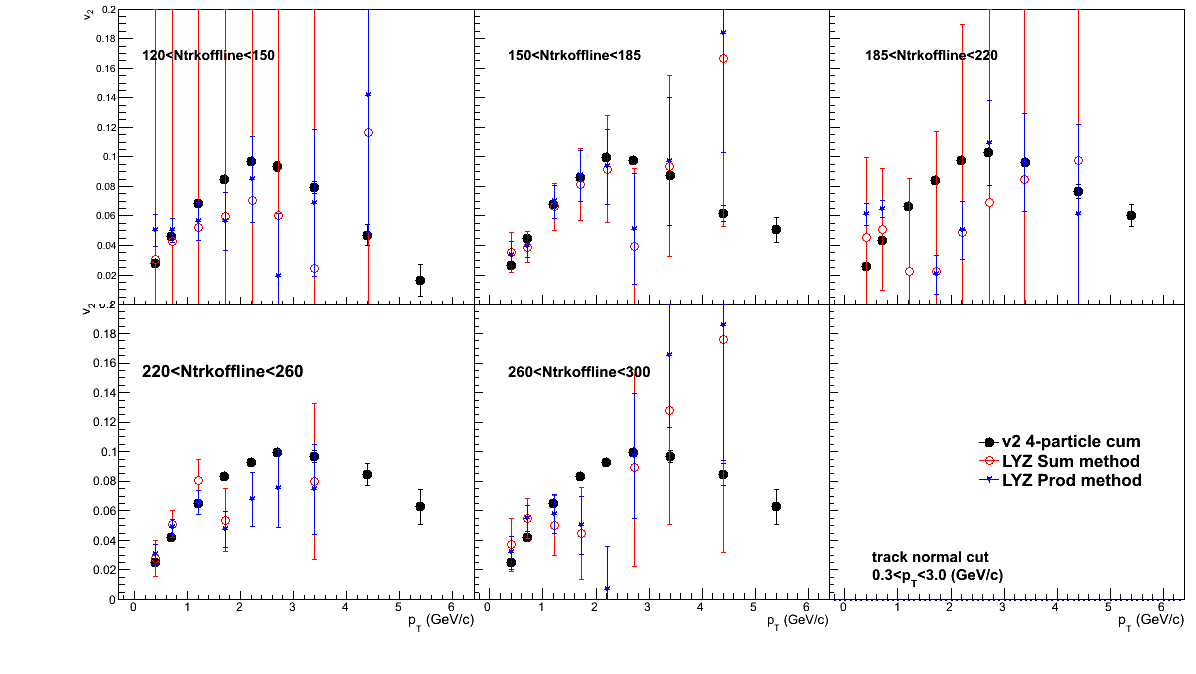 v2
0.2
0.18
0.16
0.14
0.12
0.1
0.08
0.06
0.04
0.02
120<Ntrkoffline<150
150<Ntrkoffline<185
185<Ntrkoffline<220
v2
0.18
0.16
0.14
0.12
0.1
0.08
0.06
0.04
0.02
0
220<Ntrkoffline<260
260<Ntrkoffline<300
v2 4-particle cum
LYZ Sum method
LYZ Prod method
track normal cut
0.3<pT<3.0 (GeV/c)
0 1 2 3 4 5 6
0 1 2 3 4 5 6
0 1 2 3 4 5 6
pT (GeV/c)
pT (GeV/c)
pT (GeV/c)